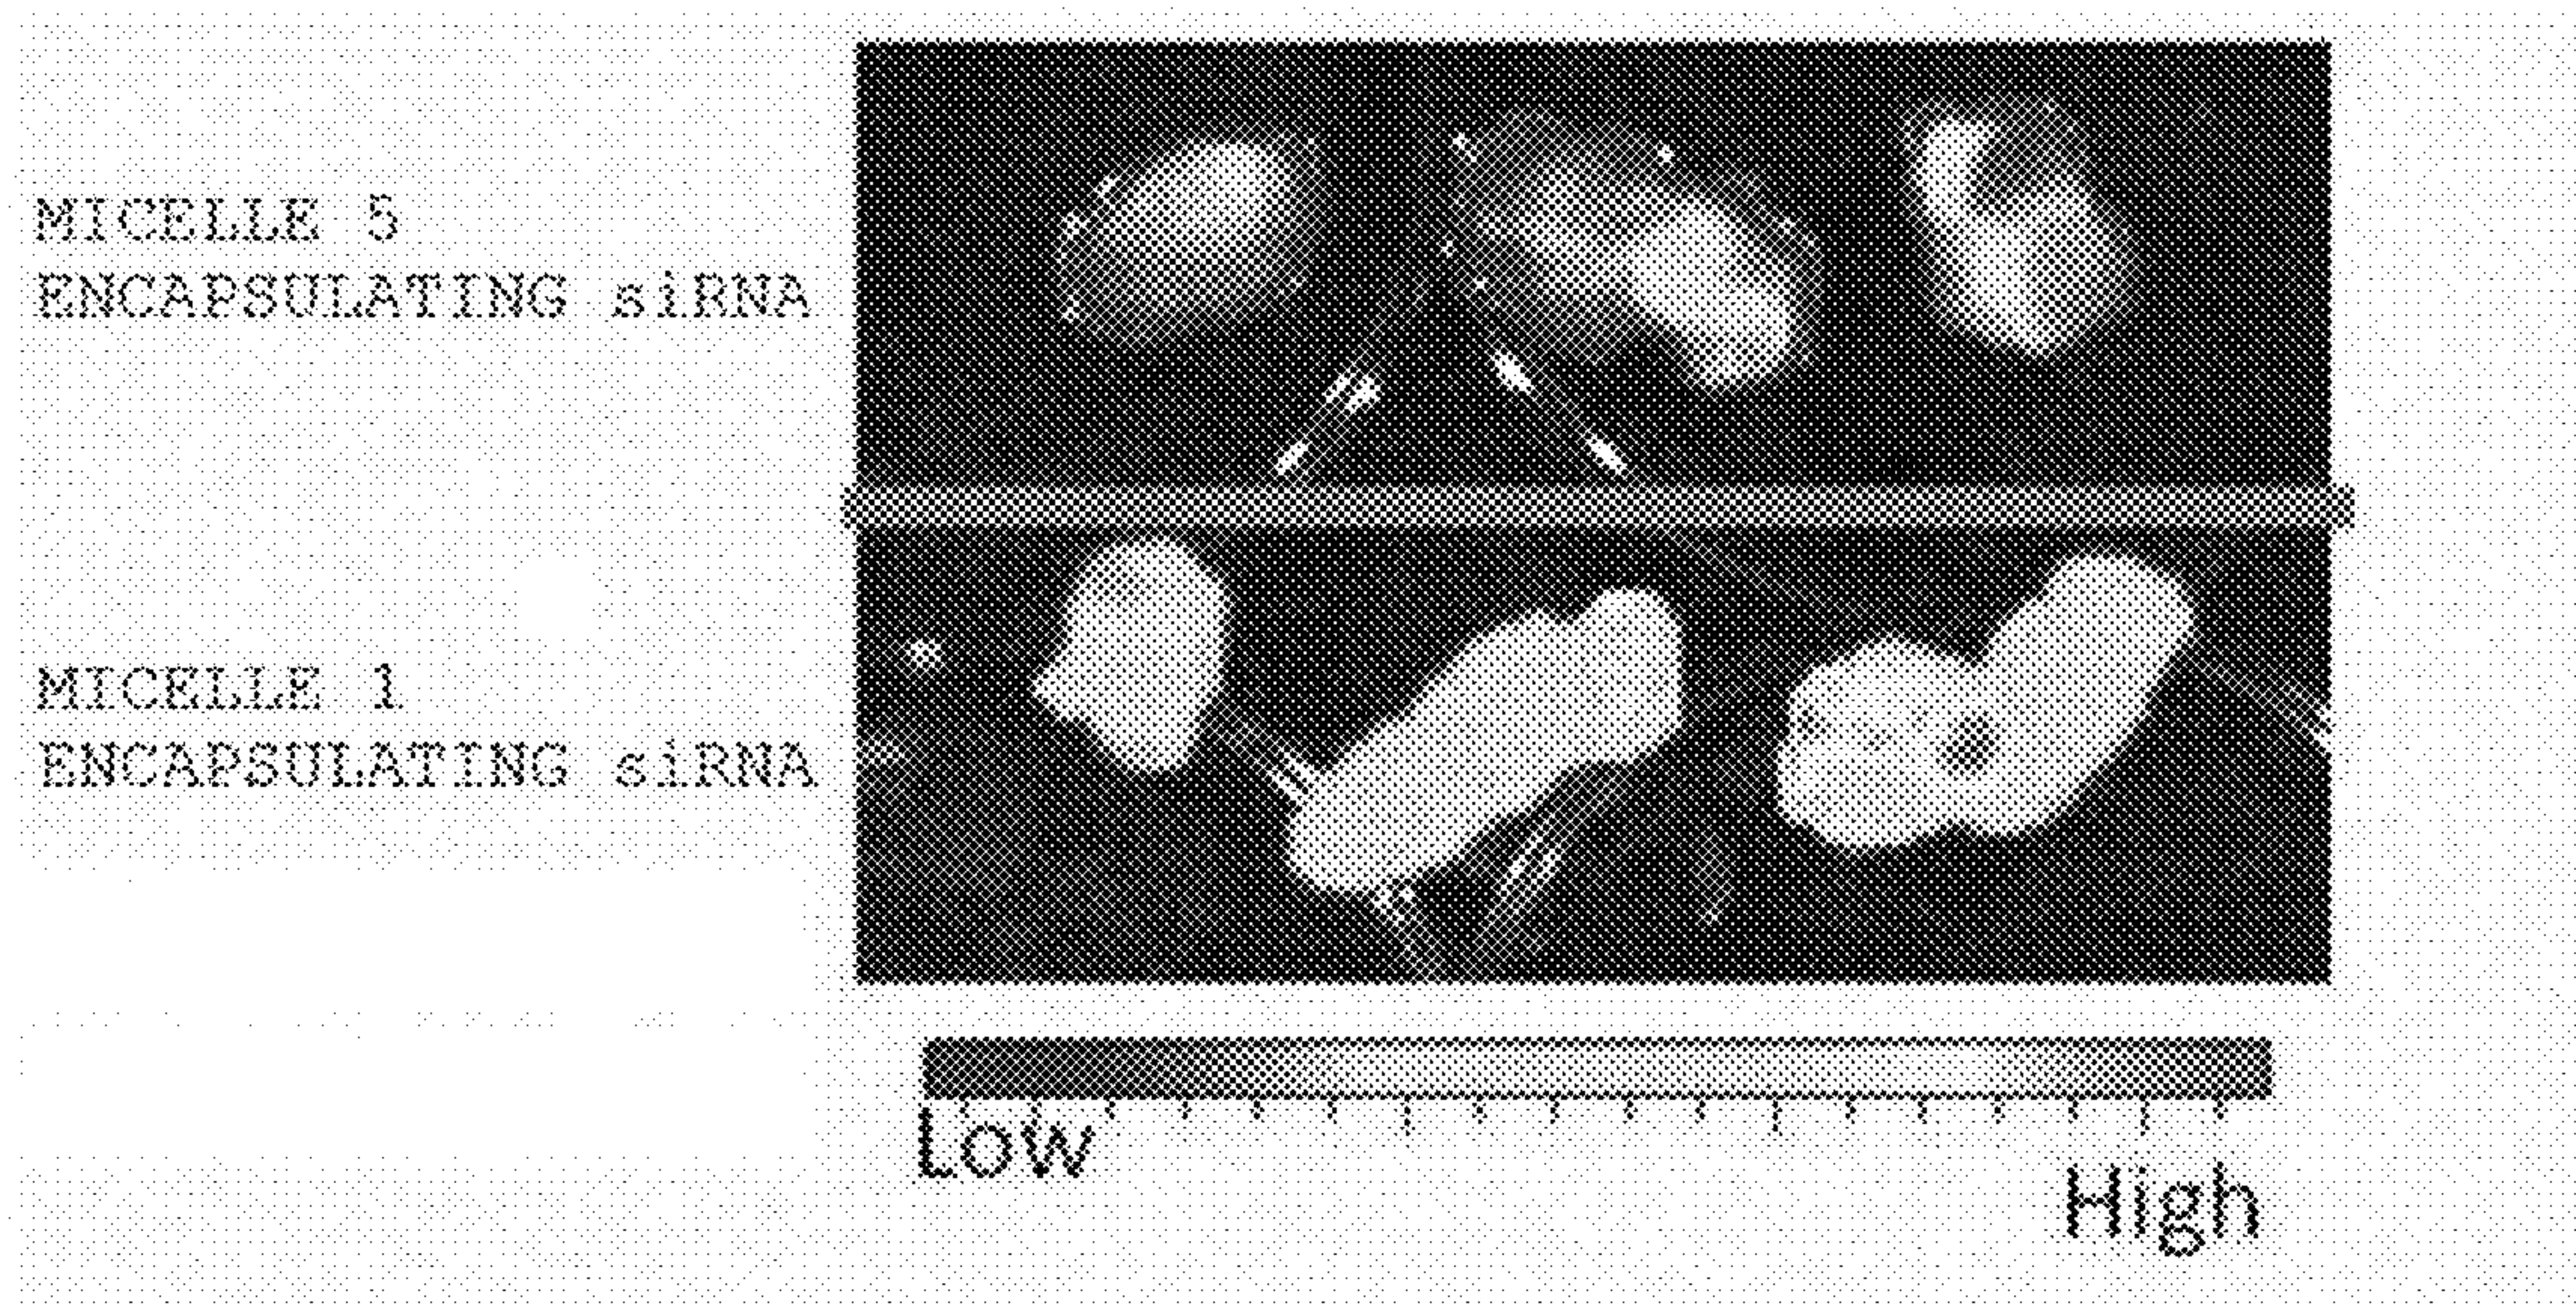 MICELLE 5
ENCAPSULATING siRNA
MICELLE 1
ENCAPSULATING siRNA
Low
High